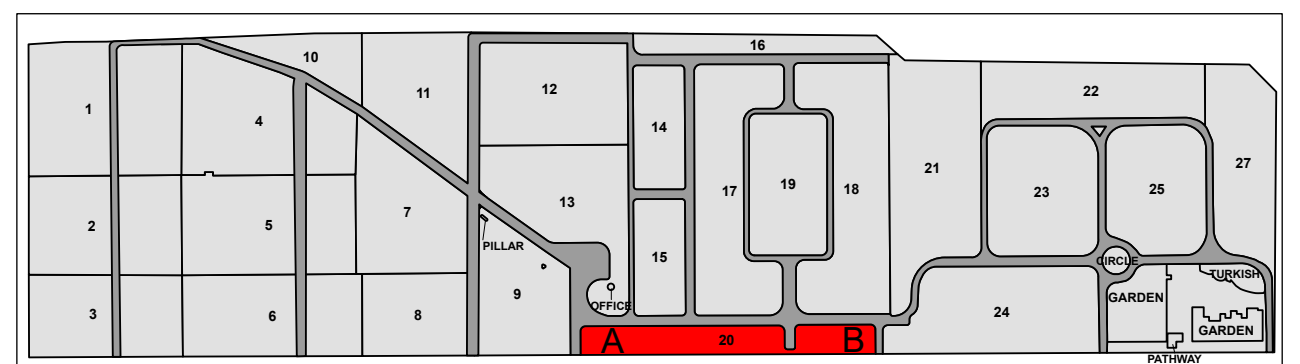 10
16
11
12
22
1
4
14
27
17
19
18
21
23
25
13
7
2
5
PILLAR
15
CIRCLE
TURKISH
9
OFFICE
GARDEN
3
6
8
24
GARDEN
A
20
B
PATHWAY